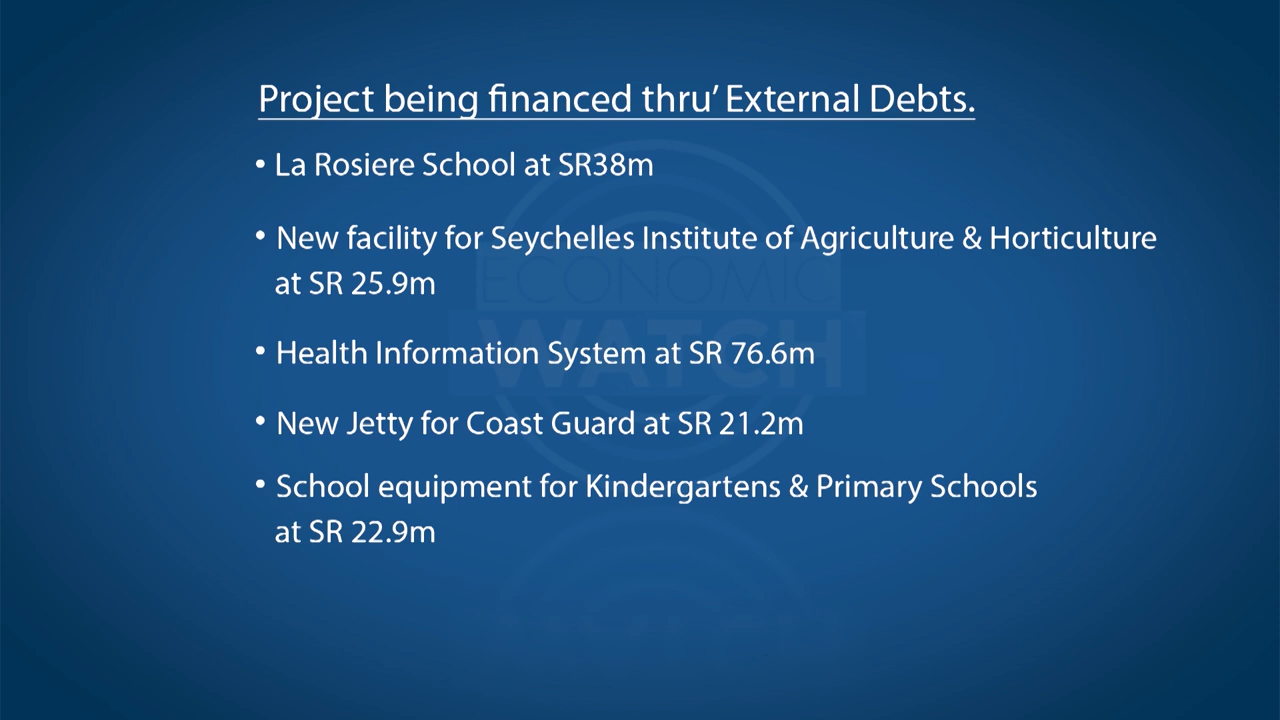 Project being financed thru’ External Debts.
• La Rosiere School at SR38m
• New facility for Seychelles Institute of Agriculture & Horticulture
at SR 25.9m
ECONOMIC
WATCH
• Health Information System at SR 76.6m
• New Jetty for Coast Guard at SR 21.2m
• School equipment for Kindergartens & Primary Schools
at SR 22.9m